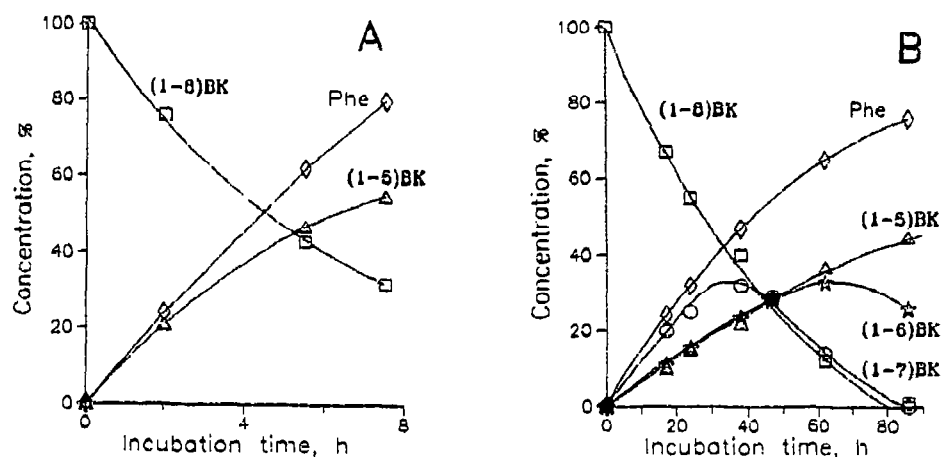 A
100
80
60
40
20
0
Concentration, %
(1-8)BK
Phe
(1-5)BK
0
4
8
Incubation time, h
B
100
80
60
40
20
0
Concentration, %
(1-8)BK
Phe
(1-5)BK
(1-6)BK
(1-7)BK
0
20
40
60
80
Incubation time, h